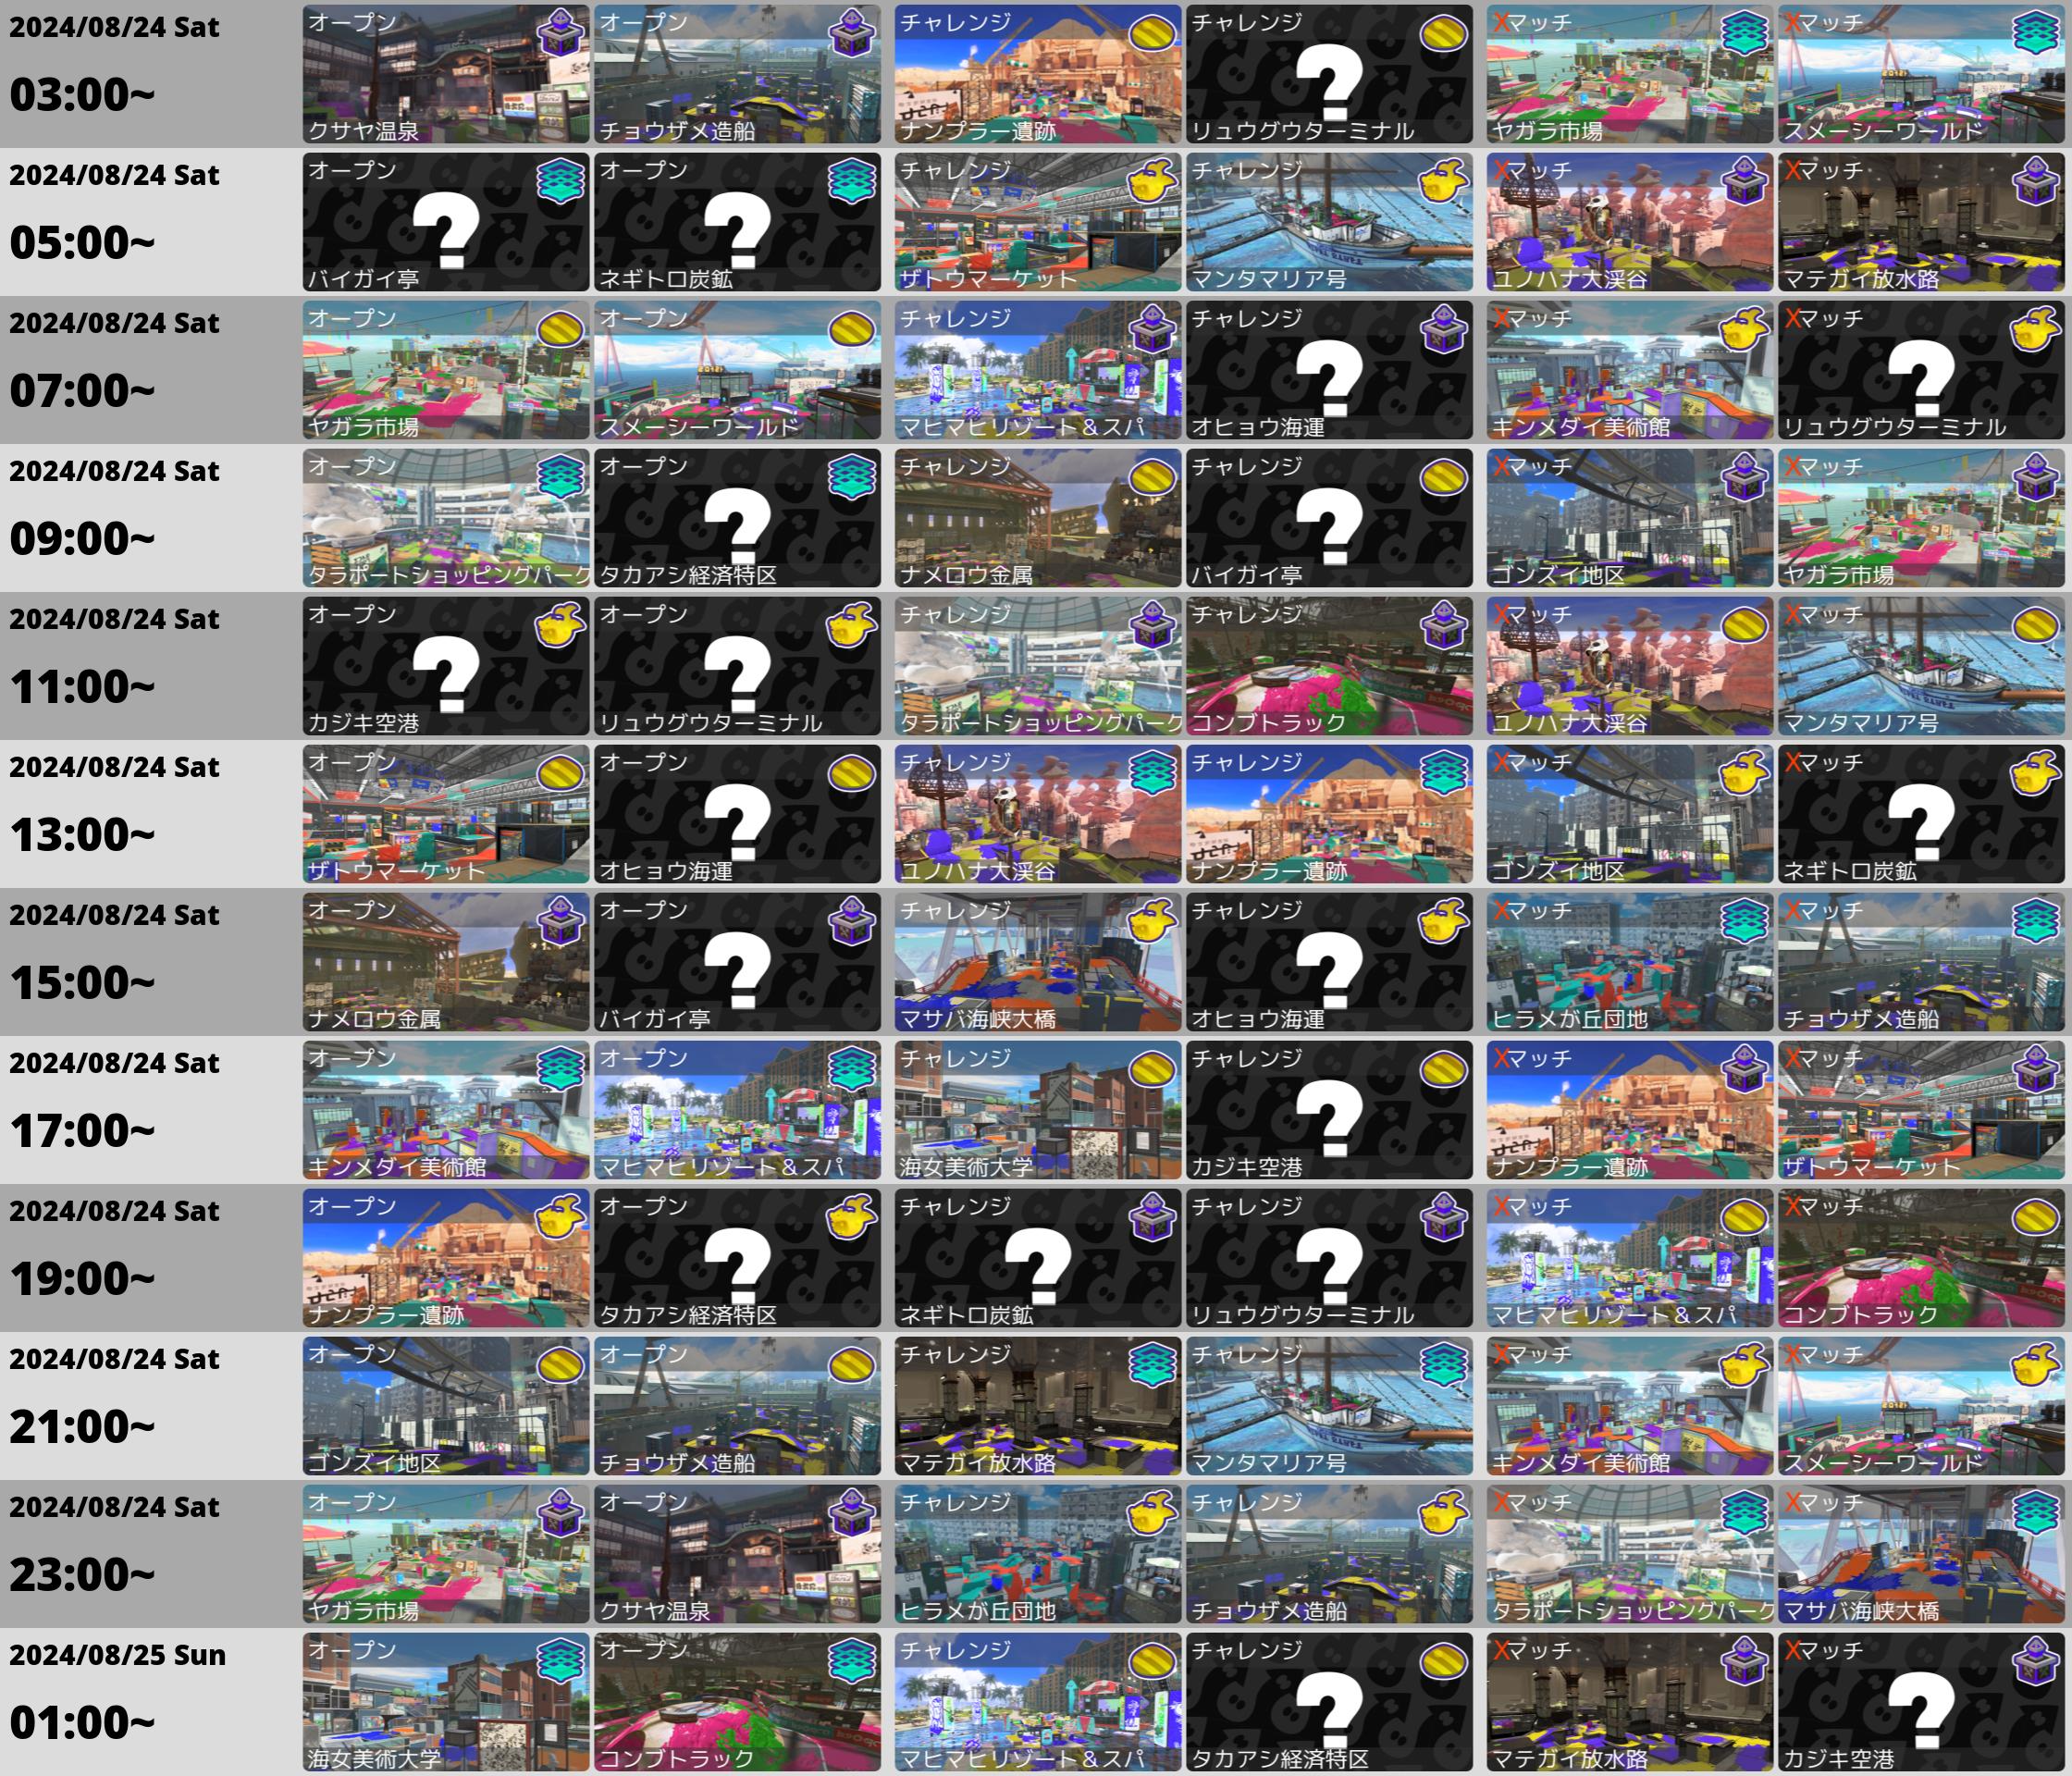 2024/08/24 Sat
03:00~
オープン
クサヤ温泉
オープン
チョウザメ造船
チャレンジ
ナンプラー遺跡
チャレンジ
?
リュウグウターミナル
Xマッチ
ヤガラ市場
Xマッチ
スメーシーワールド
2024/08/24 Sat
05:00~
オープン
?
バイガイ亭
オープン
?
ネギトロ炭鉱
チャレンジ
ザトウマーケット
チャレンジ
マンタマリア号
Xマッチ
ユノハナ大渓谷
Xマッチ
マテガイ放水路
2024/08/24 Sat
07:00~
オープン
ヤガラ市場
オープン
スメーシーワールド
チャレンジ
マヒマヒリゾート&スパ
チャレンジ
?
オヒョウ海運
Xマッチ
キンメダイ美術館
Xマッチ
?
リュウグウターミナル
2024/08/24 Sat
09:00~
オープン
タラポートショッピングパーク
オープン
?
タカアシ経済特区
チャレンジ
ナメロウ金属
チャレンジ
?
バイガイ亭
Xマッチ
ゴンズイ地区
Xマッチ
ヤガラ市場
2024/08/24 Sat
11:00~
オープン
?
カジキ空港
オープン
?
リュウグウターミナル
チャレンジ
タラポートショッピングパーク
チャレンジ
コンブトラック
Xマッチ
ユノハナ大渓谷
Xマッチ
マンタマリア号
2024/08/24 Sat
13:00~
オープン
ザトウマーケット
オープン
?
オヒョウ海運
チャレンジ
ユノハナ大渓谷
チャレンジ
ナンプラー遺跡
Xマッチ
ゴンズイ地区
Xマッチ
?
ネギトロ炭鉱
2024/08/24 Sat
15:00~
オープン
ナメロウ金属
オープン
?
バイガイ亭
チャレンジ
マサバ海峡大橋
チャレンジ
?
オヒョウ海運
Xマッチ
ヒラメが丘団地
Xマッチ
チョウザメ造船
2024/08/24 Sat
17:00~
オープン
キンメダイ美術館
オープン
マヒマヒリゾート&スパ
チャレンジ
海女美術大学
チャレンジ
?
カジキ空港
Xマッチ
ナンプラー遺跡
Xマッチ
ザトウマーケット
2024/08/24 Sat
19:00~
オープン
ナンプラー遺跡
オープン
?
タカアシ経済特区
チャレンジ
?
ネギトロ炭鉱
チャレンジ
?
リュウグウターミナル
Xマッチ
マヒマヒリゾート&スパ
Xマッチ
コンブトラック
2024/08/24 Sat
21:00~
オープン
ゴンズイ地区
オープン
チョウザメ造船
チャレンジ
マテガイ放水路
チャレンジ
マンタマリア号
Xマッチ
キンメダイ美術館
Xマッチ
スメーシーワールド
2024/08/24 Sat
23:00~
オープン
ヤガラ市場
オープン
クサヤ温泉
チャレンジ
ヒラメが丘団地
チャレンジ
チョウザメ造船
Xマッチ
タラポートショッピングパーク
Xマッチ
マサバ海峡大橋
2024/08/25 Sun
01:00~
オープン
海女美術大学
オープン
コンブトラック
チャレンジ
マヒマヒリゾート&スパ
チャレンジ
?
タカアシ経済特区
Xマッチ
マテガイ放水路
Xマッチ
?
カジキ空港